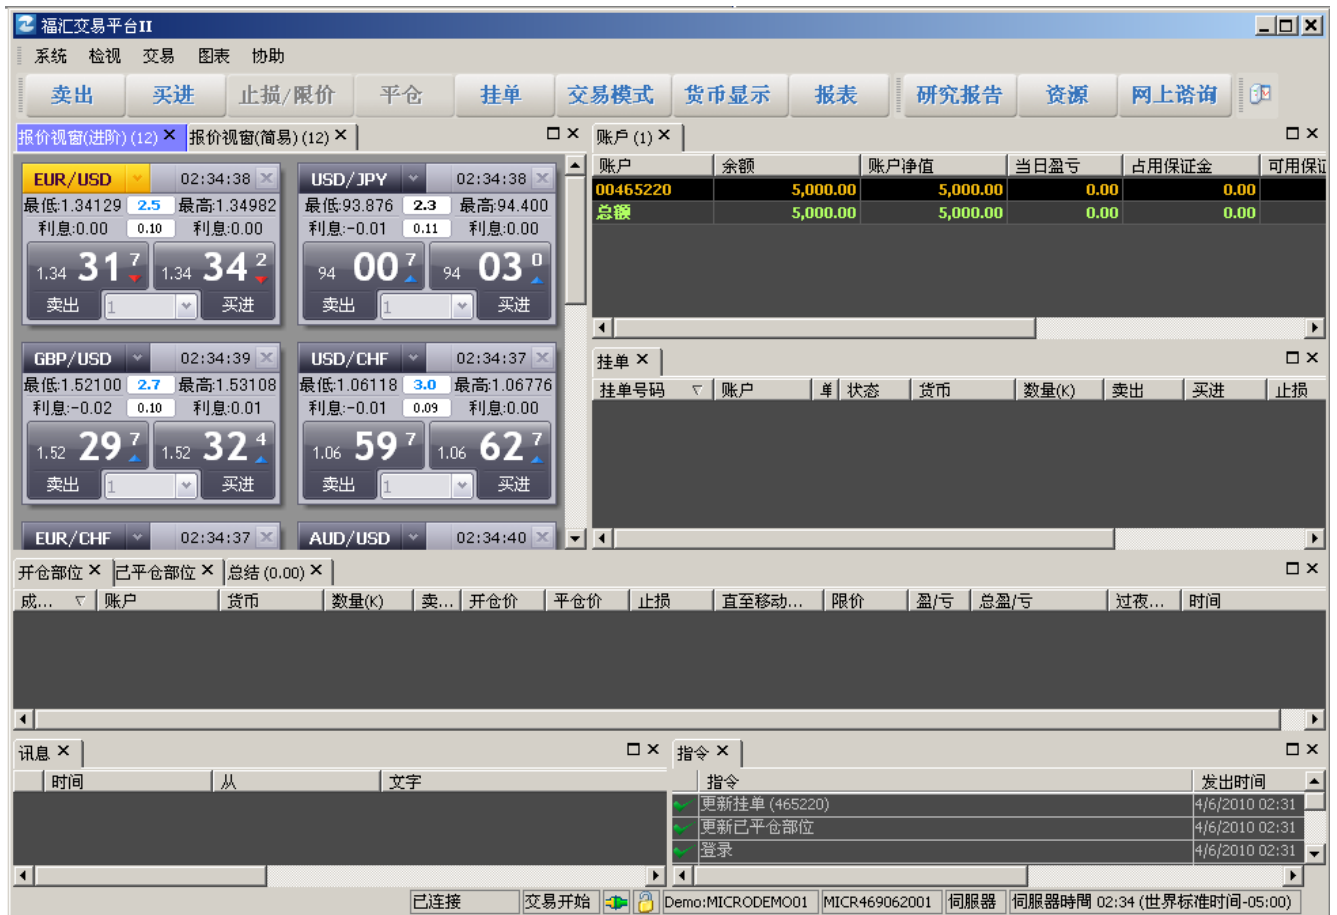 福汇交易平台II
系统 检视 交易 图表 协助
卖出 买进 止损/限价 平仓 挂单 交易模式 货币显示 报表 研究报告 资源 网上谘询
报价视窗(进阶) (12) 报价视窗(简易) (12)
EUR/USD 02:34:38
最低:1.34129 2.5 最高:1.34982
利息:0.00 0.10 利息:0.00
1.34 31 7 1.34 34 2
卖出 1 买进
USD/JPY 02:34:38
最低:93.876 2.3 最高:94.400
利息:-0.01 0.11 利息:0.00
94 00 7 94 03 0
卖出 1 买进
GBP/USD 02:34:39
最低:1.52100 2.7 最高:1.53108
利息:-0.02 0.10 利息:0.01
1.52 29 7 1.52 32 4
卖出 1 买进
USD/CHF 02:34:37
最低:1.06118 3.0 最高:1.06776
利息:-0.01 0.09 利息:0.00
1.06 59 7 1.06 62 7
卖出 1 买进
EUR/CHF 02:34:37
AUD/USD 02:34:40
账戶 (1)
账户 余额 账户净值 当日盈亏 占用保证金 可用保证
00465220 5,000.00 5,000.00 0.00 0.00
总额 5,000.00 5,000.00 0.00 0.00
挂单
挂单号码 账户 单 状态 货币 数量(K) 卖出 买进 止损
开仓部位 己平仓部位 总结 (0.00)
成... 账户 货币 数量(K) 卖... 开仓价 平仓价 止损 直至移动... 限价 盈/亏 总盈/亏 过夜... 时间
讯息
时间 从 文字
指令
指令 发出时间
更新挂单 (465220) 4/6/2010 02:31
更新已平仓部位 4/6/2010 02:31
登录 4/6/2010 02:31
已连接 交易开始 Demo:MICRODEMO01 MICR469062001 伺服器 伺服器時間 02:34 (世界标准时间-05:00)